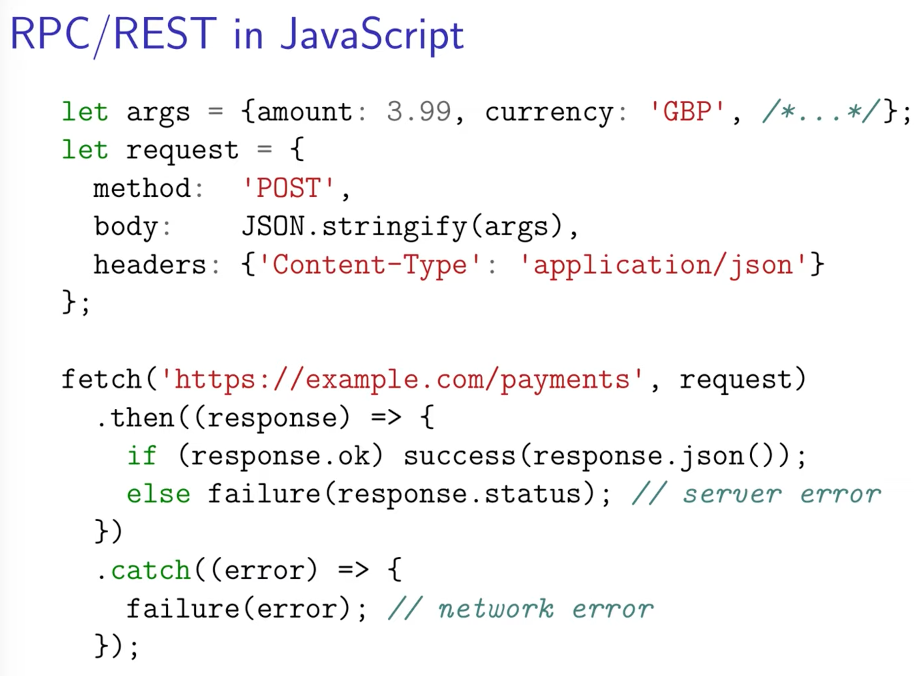 RPC/REST in JavaScript
let args = {amount: 3.99, currency: 'GBP', /*...*/};
let request = {
method: 'POST',
body: JSON.stringify(args),
headers: {'Content-Type': 'application/json'}
};
fetch('https://example.com/payments', request)
.then((response) => {
if (response.ok) success(response.json());
else failure(response.status); // server error
})
.catch((error) => {
failure(error); // network error
});